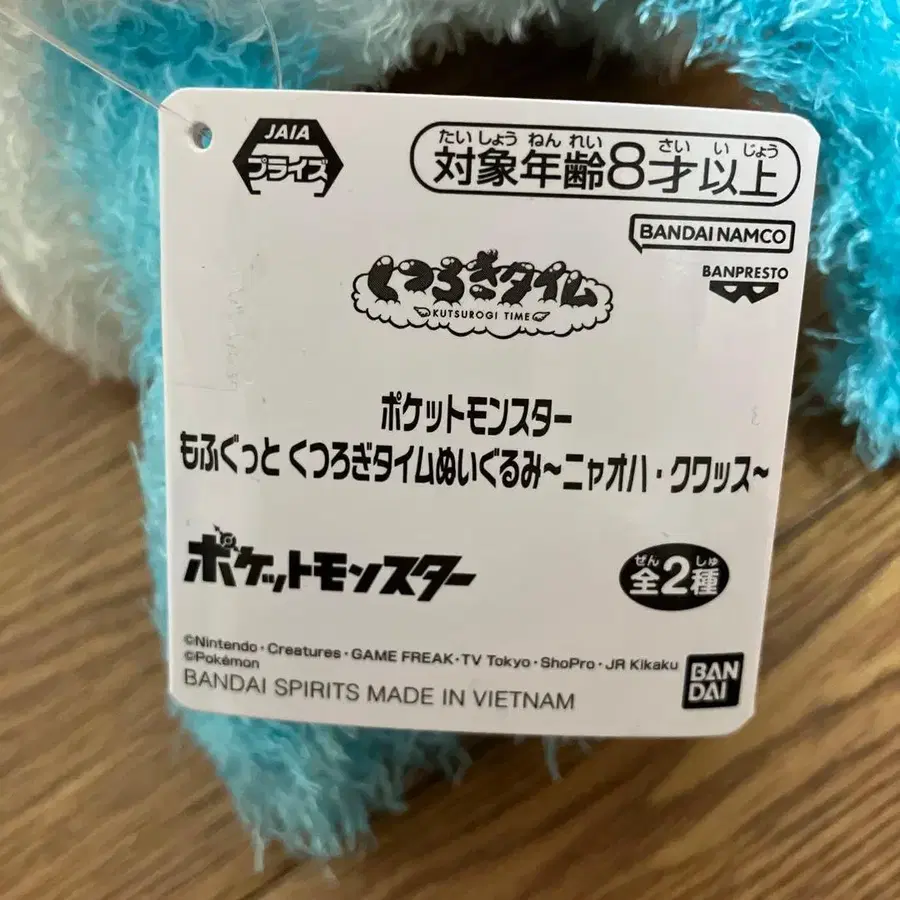 JAIA
プライズ
たいしょうねんれい さい いじょう
対象年齢8才以上
BANDAI NAMCO
BANPRESTO
くつろぎタイム
KUTSUROGI TIME
ポケットモンスター
もふぐっと くつろぎタイムぬいぐるみ~ニャオハ・クワッス~
ポケットモンスター
ぜん しゅ
全2種
©Nintendo・Creatures・GAME FREAK・TV Tokyo・ShoPro・JR Kikaku
©Pokémon
BANDAI SPIRITS MADE IN VIETNAM
BAN
DAI